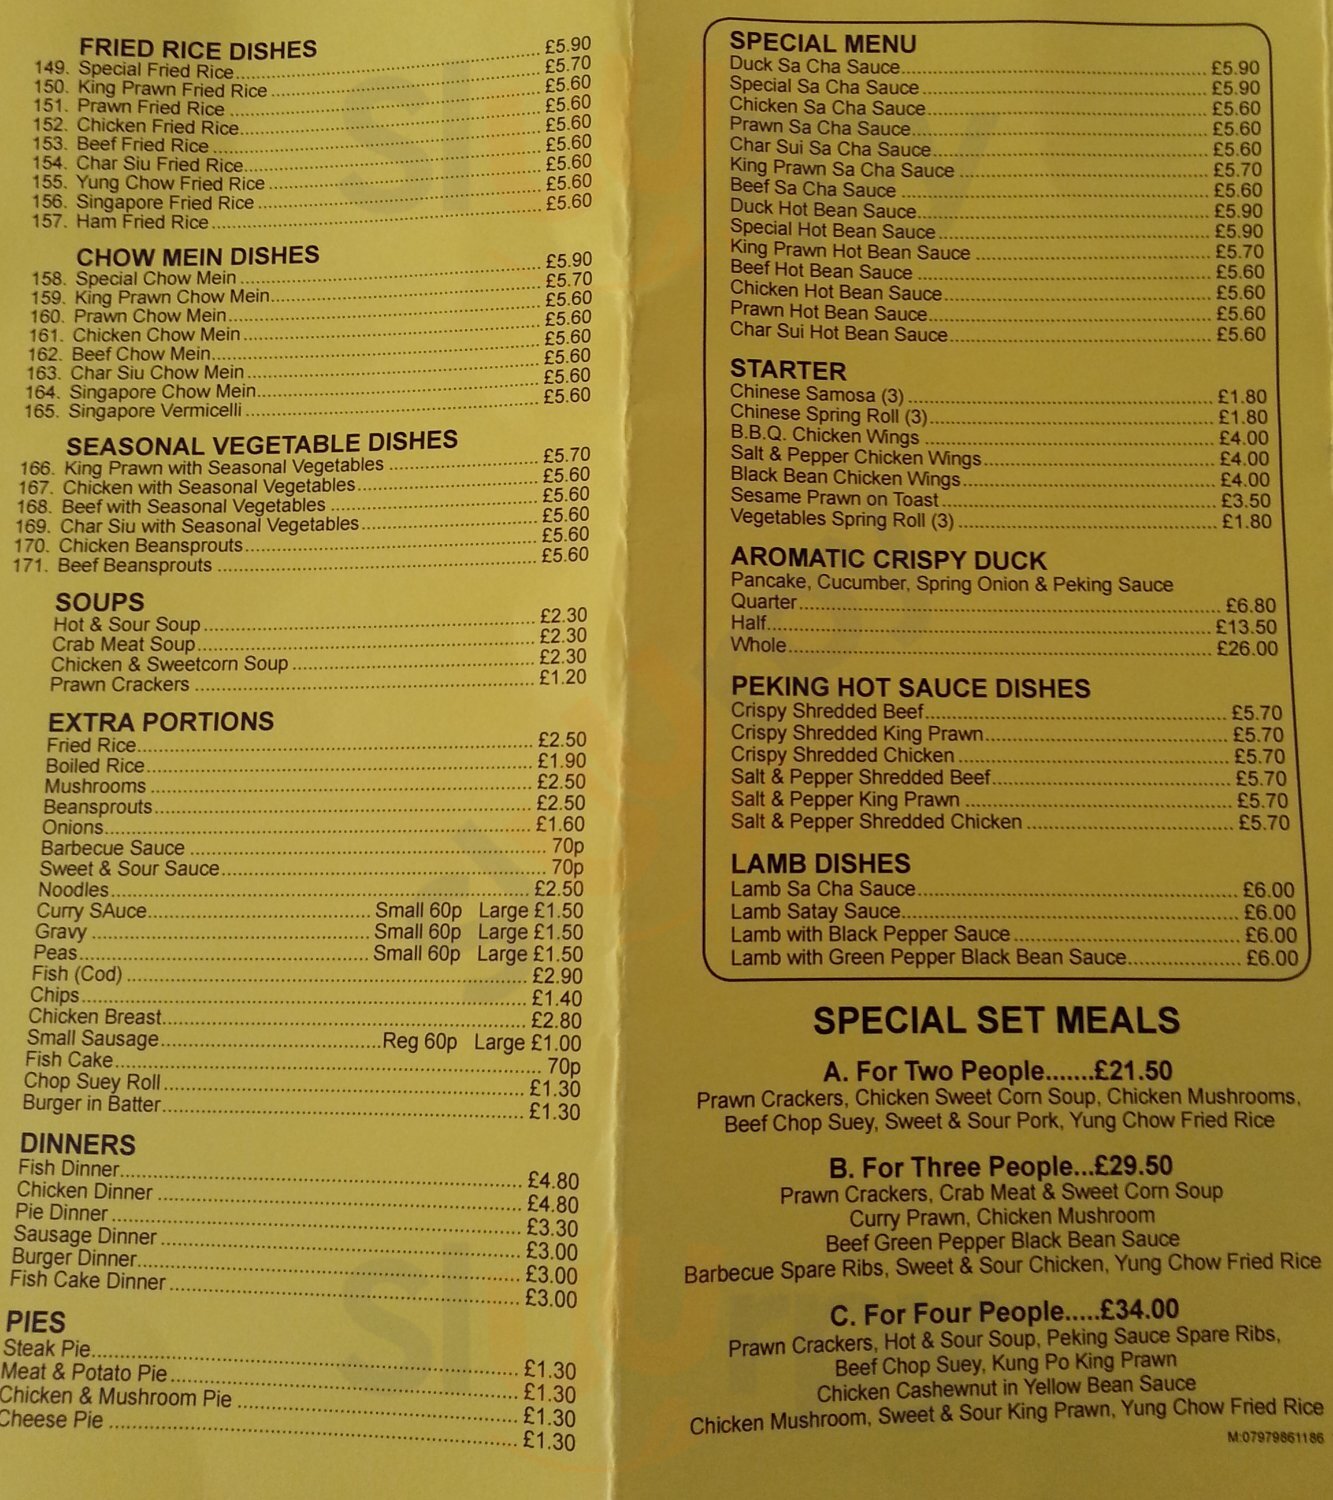 FRIED RICE DISHES
149. Special Fried Rice £5.90
150. King Prawn Fried Rice £5.70
151. Prawn Fried Rice £5.60
152. Chicken Fried Rice £5.60
153. Beef Fried Rice £5.60
154. Char Siu Fried Rice £5.60
155. Yung Chow Fried Rice £5.60
156. Singapore Fried Rice £5.60
157. Ham Fried Rice £5.60
CHOW MEIN DISHES
158. Special Chow Mein £5.90
159. King Prawn Chow Mein £5.70
160. Prawn Chow Mein £5.60
161. Chicken Chow Mein £5.60
162. Beef Chow Mein £5.60
163. Char Siu Chow Mein £5.60
164. Singapore Chow Mein £5.60
165. Singapore Vermicelli £5.60
SEASONAL VEGETABLE DISHES
166. King Prawn with Seasonal Vegetables £5.70
167. Chicken with Seasonal Vegetables £5.60
168. Beef with Seasonal Vegetables £5.60
169. Char Siu with Seasonal Vegetables £5.60
170. Chicken Beansprouts £5.60
171. Beef Beansprouts £5.60
SOUPS
Hot & Sour Soup £2.30
Crab Meat Soup £2.30
Chicken & Sweetcorn Soup £2.30
Prawn Crackers £1.20
EXTRA PORTIONS
Fried Rice £2.50
Boiled Rice £1.90
Mushrooms £2.50
Beansprouts £2.50
Onions £1.60
Barbecue Sauce 70p
Sweet & Sour Sauce 70p
Noodles £2.50
Curry SAuce Small 60p Large £1.50
Gravy Small 60p Large £1.50
Peas Small 60p Large £1.50
Fish (Cod) £2.90
Chips £1.40
Chicken Breast £2.80
Small Sausage Reg 60p Large £1.00
Fish Cake 70p
Chop Suey Roll £1.30
Burger in Batter £1.30
DINNERS
Fish Dinner £4.80
Chicken Dinner £4.80
Pie Dinner £3.30
Sausage Dinner £3.00
Burger Dinner £3.00
Fish Cake Dinner £3.00
PIES
Steak Pie £1.30
Meat & Potato Pie £1.30
Chicken & Mushroom Pie £1.30
Cheese Pie £1.30
SPECIAL MENU
Duck Sa Cha Sauce £5.90
Special Sa Cha Sauce £5.90
Chicken Sa Cha Sauce £5.60
Prawn Sa Cha Sauce £5.60
Char Sui Sa Cha Sauce £5.60
King Prawn Sa Cha Sauce £5.70
Beef Sa Cha Sauce £5.60
Duck Hot Bean Sauce £5.90
Special Hot Bean Sauce £5.90
King Prawn Hot Bean Sauce £5.70
Beef Hot Bean Sauce £5.60
Chicken Hot Bean Sauce £5.60
Prawn Hot Bean Sauce £5.60
Char Sui Hot Bean Sauce £5.60
STARTER
Chinese Samosa (3) £1.80
Chinese Spring Roll (3) £1.80
B.B.Q. Chicken Wings £4.00
Salt & Pepper Chicken Wings £4.00
Black Bean Chicken Wings £4.00
Sesame Prawn on Toast £3.50
Vegetables Spring Roll (3) £1.80
AROMATIC CRISPY DUCK
Pancake, Cucumber, Spring Onion & Peking Sauce
Quarter £6.80
Half £13.50
Whole £26.00
PEKING HOT SAUCE DISHES
Crispy Shredded Beef £5.70
Crispy Shredded King Prawn £5.70
Crispy Shredded Chicken £5.70
Salt & Pepper Shredded Beef £5.70
Salt & Pepper King Prawn £5.70
Salt & Pepper Shredded Chicken £5.70
LAMB DISHES
Lamb Sa Cha Sauce £6.00
Lamb Satay Sauce £6.00
Lamb with Black Pepper Sauce £6.00
Lamb with Green Pepper Black Bean Sauce £6.00
SPECIAL SET MEALS
A. For Two People.......£21.50
Prawn Crackers, Chicken Sweet Corn Soup, Chicken Mushrooms,
Beef Chop Suey, Sweet & Sour Pork, Yung Chow Fried Rice
B. For Three People...£29.50
Prawn Crackers, Crab Meat & Sweet Corn Soup
Curry Prawn, Chicken Mushroom
Beef Green Pepper Black Bean Sauce
Barbecue Spare Ribs, Sweet & Sour Chicken, Yung Chow Fried Rice
C. For Four People.....£34.00
Prawn Crackers, Hot & Sour Soup, Peking Sauce Spare Ribs,
Beef Chop Suey, Kung Po King Prawn
Chicken Cashewnut in Yellow Bean Sauce
Chicken Mushroom, Sweet & Sour King Prawn, Yung Chow Fried Rice
M:07979861186